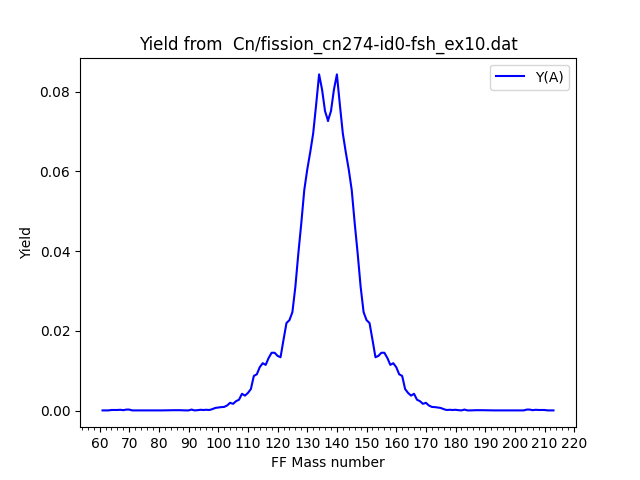 Yield from  Cn/fission_cn274-id0-fsh_ex10.dat
Y(A)
0.08
0.06
0.04
0.02
0.00
Yield
60 70 80 90 100 110 120 130 140 150 160 170 180 190 200 210 220
FF Mass number